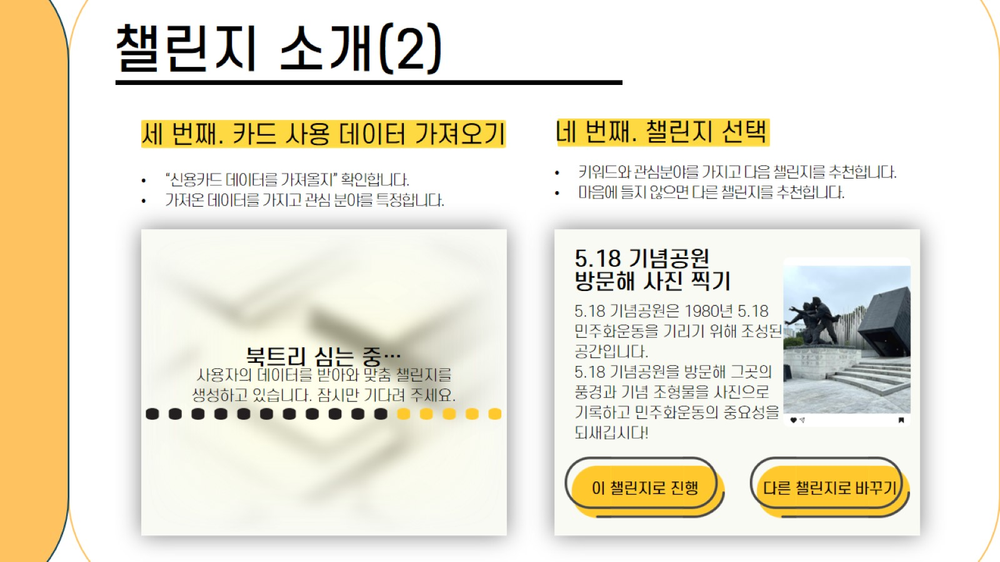 챌린지 소개(2)
세 번째. 카드 사용 데이터 가져오기
• “신용카드 데이터를 가져올지” 확인합니다.
• 가져온 데이터를 가지고 관심 분야를 특정합니다.
북트리 심는 중…
사용자의 데이터를 받아와 맞춤 챌린지를
생성하고 있습니다. 잠시만 기다려 주세요.
네 번째. 챌린지 선택
• 키워드와 관심분야를 가지고 다음 챌린지를 추천합니다.
• 마음에 들지 않으면 다른 챌린지를 추천합니다.
5.18 기념공원
방문해 사진 찍기
5.18 기념공원은 1980년 5.18
민주화운동을 기리기 위해 조성된
공간입니다.
5.18 기념공원을 방문해 그곳의
풍경과 기념 조형물을 사진으로
기록하고 민주화운동의 중요성을
되새깁시다!
이 챌린지로 진행
다른 챌린지로 바꾸기